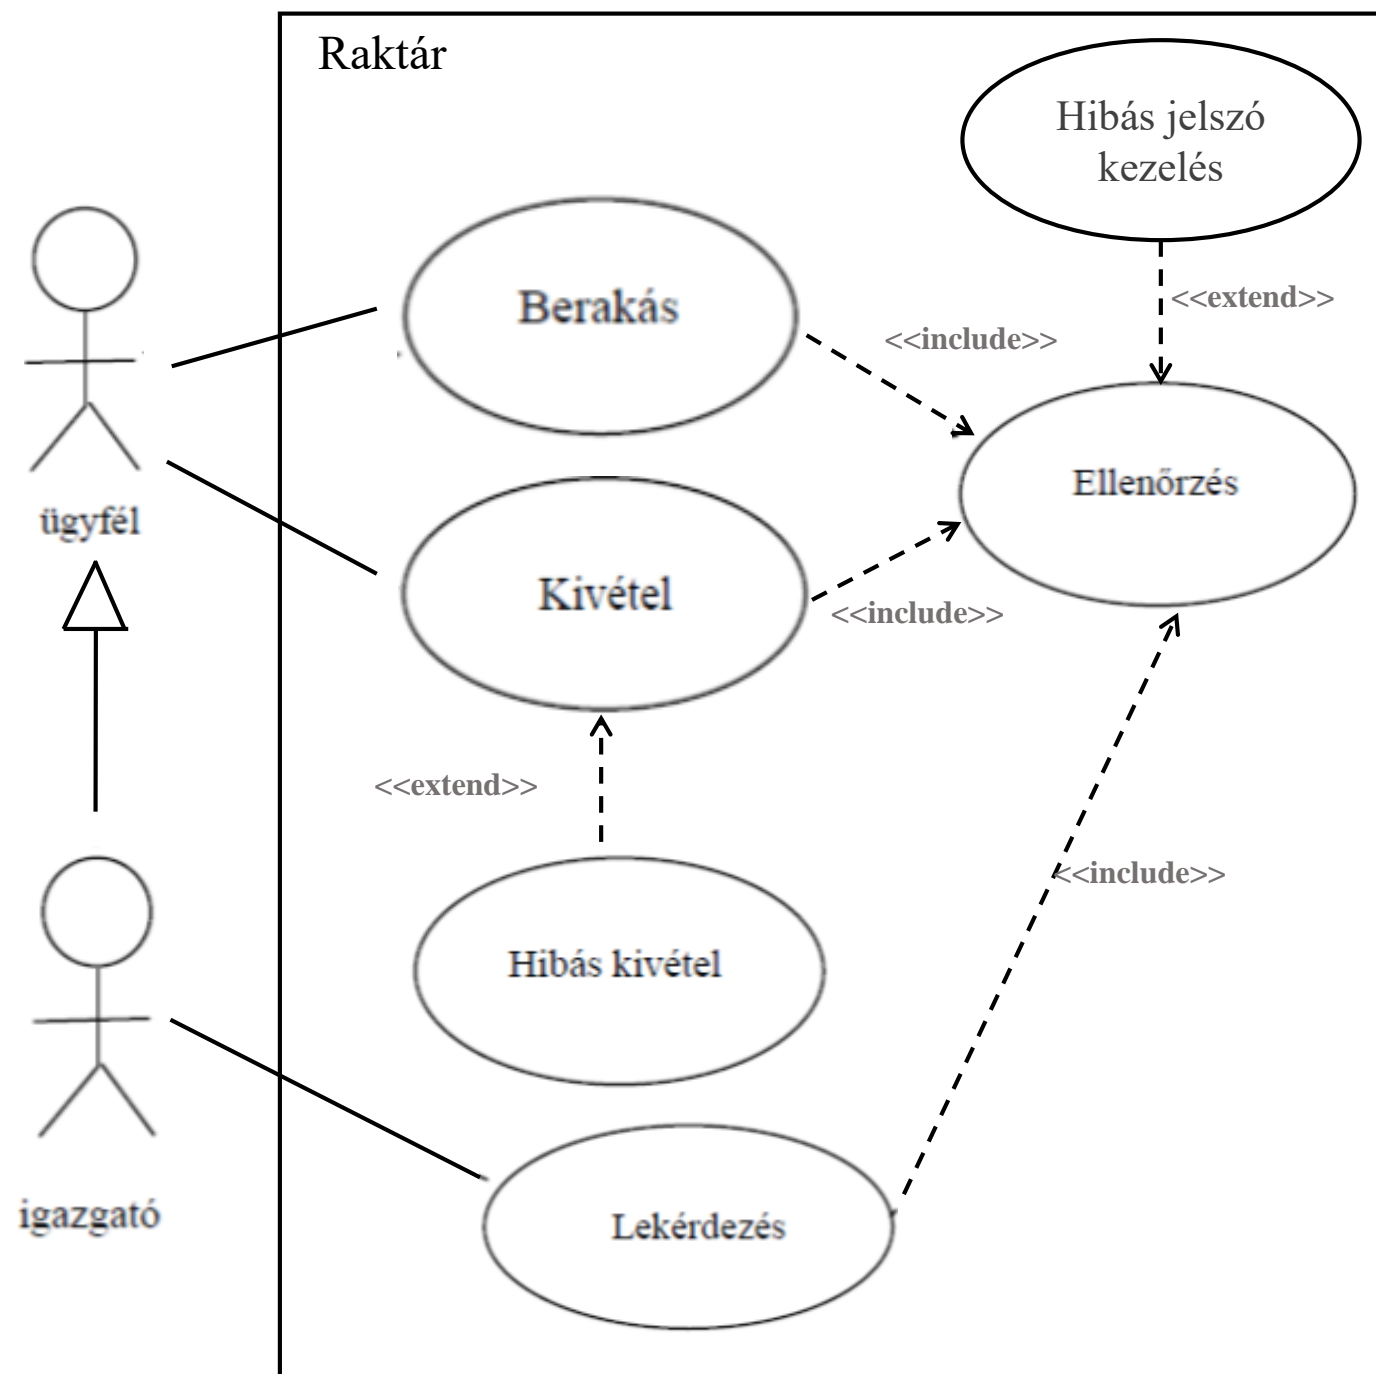 Raktár
Hibás jelszó
kezelés
<<extend>>
Berakás
<<include>>
Ellenőrzés
ügyfél
Kivétel
<<include>>
<<extend>>
<<include>>
Hibás kivétel
igazgató
Lekérdezés